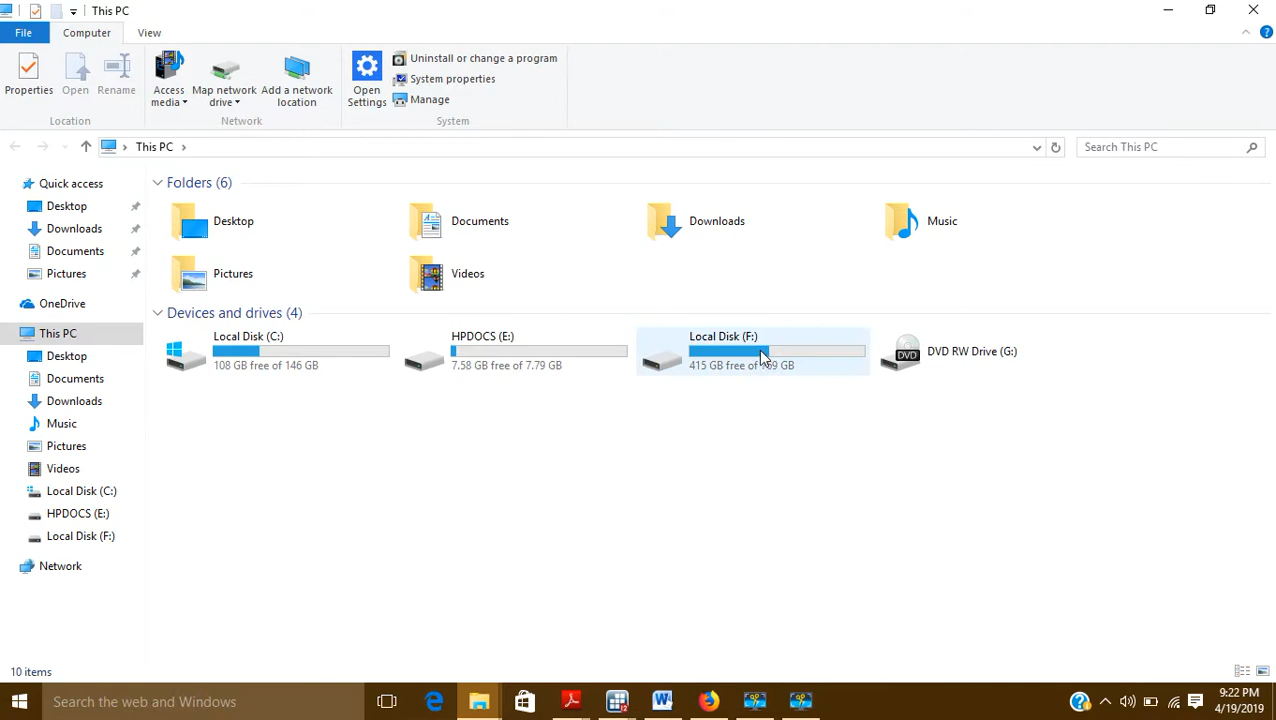 This PC
File
Computer
View
Properties
Open
Rename
Access media
Map network drive
Add a network location
Open Settings
Uninstall or change a program
System properties
Manage
Location
Network
System
This PC
Search This PC
Quick access
Desktop
Downloads
Documents
Pictures
OneDrive
This PC
Desktop
Documents
Downloads
Music
Pictures
Videos
Local Disk (C:)
HPDOCS (E:)
Local Disk (F:)
Network
Folders (6)
Desktop
Documents
Downloads
Music
Pictures
Videos
Devices and drives (4)
Local Disk (C:)
108 GB free of 146 GB
HPDOCS (E:)
7.58 GB free of 7.79 GB
Local Disk (F:)
415 GB free of GB
DVD RW Drive (G:)
DVD
10 items
Search the web and Windows
9:22 PM
4/19/2019